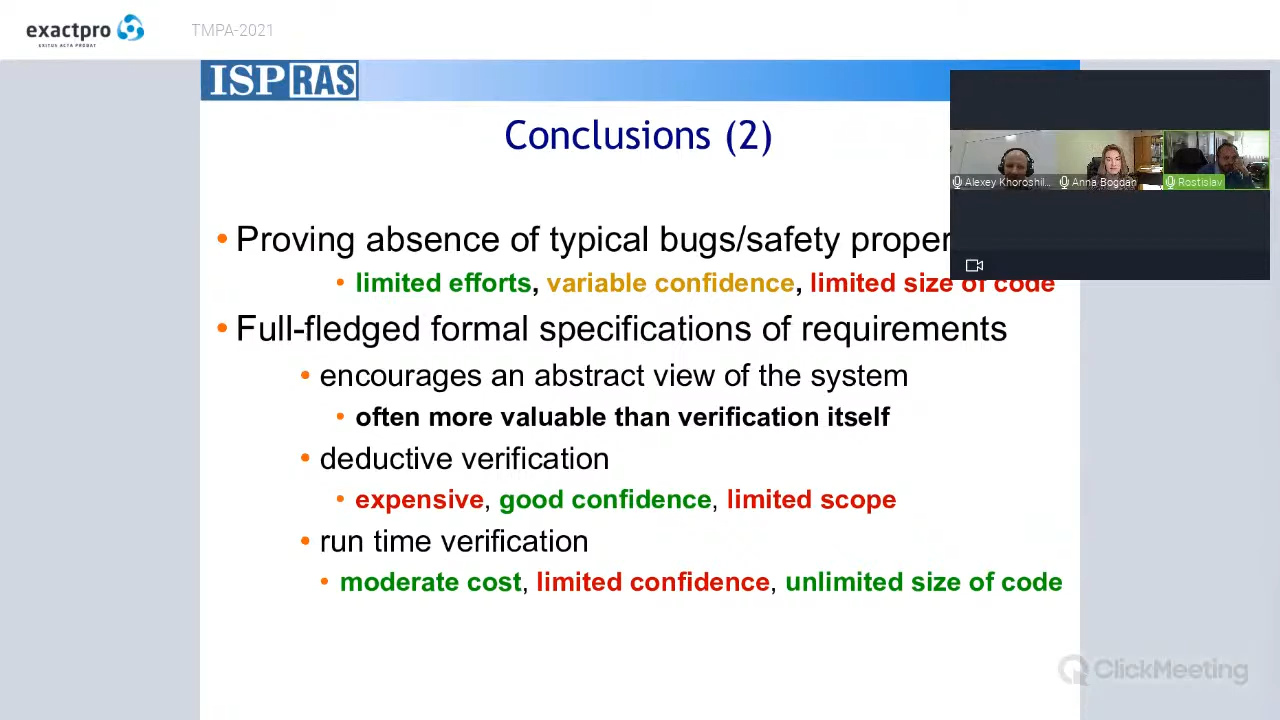 exactpro
EXITUS ACTA PROBAT
TMPA-2021
ISPRAS
Conclusions (2)
Alexey Khoroshil...
Anna Bogdan
Rostislav
• Proving absence of typical bugs/safety proper
• limited efforts, variable confidence, limited size of code
• Full-fledged formal specifications of requirements
• encourages an abstract view of the system
• often more valuable than verification itself
• deductive verification
• expensive, good confidence, limited scope
• run time verification
• moderate cost, limited confidence, unlimited size of code
ClickMeeting